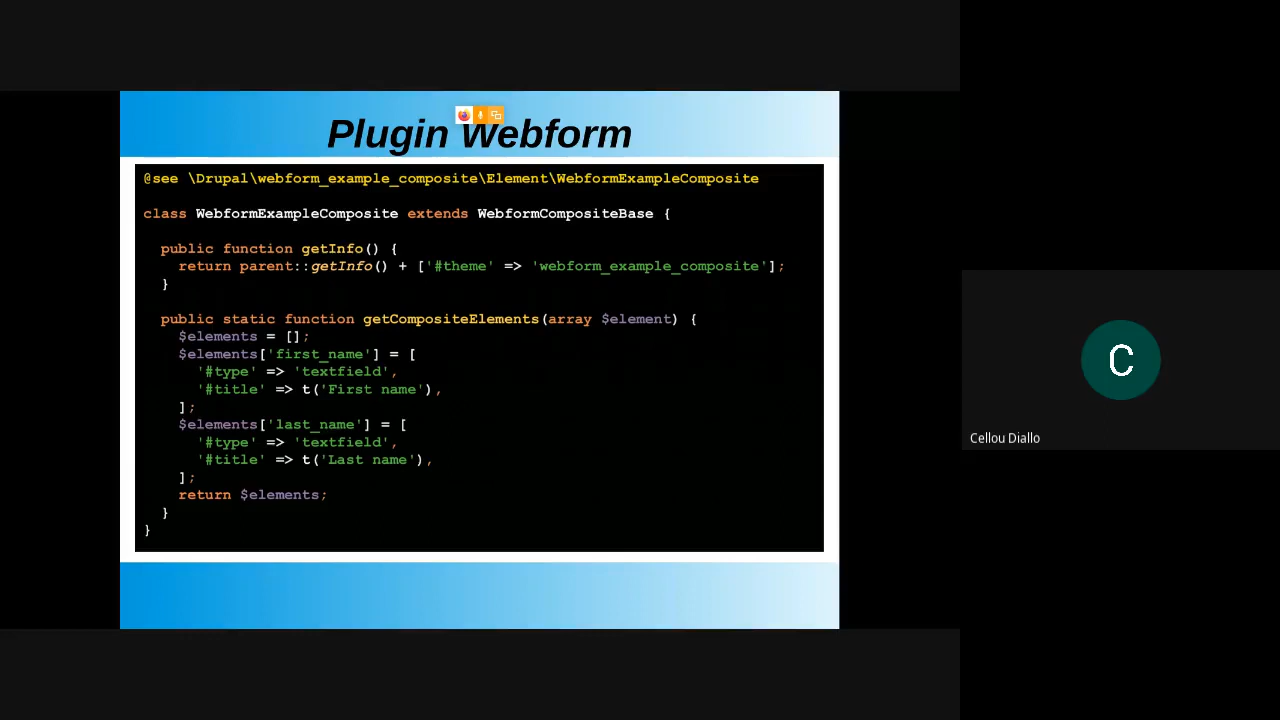 Plugin Webform
@see \Drupal\webform_example_composite\Element\WebformExampleComposite
class WebformExampleComposite extends WebformCompositeBase {
public function getInfo() {
return parent::getInfo() + ['#theme' => 'webform_example_composite'];
}
public static function getCompositeElements(array $element) {
$elements = [];
$elements['first_name'] = [
'#type' => 'textfield',
'#title' => t('First name'),
];
$elements['last_name'] = [
'#type' => 'textfield',
'#title' => t('Last name'),
];
return $elements;
}
}
C
Cellou Diallo